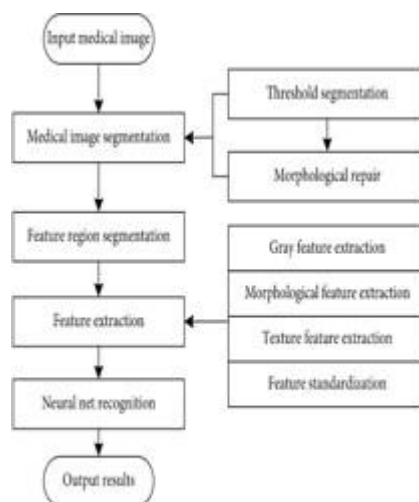 Input medical image
Threshold segmentation
Medical image segmentation
Morphological repair
Feature region segmentation
Gray feature extraction
Morphological feature extraction
Feature extraction
Texture feature extraction
Feature standardization
Neural net recognition
Output results